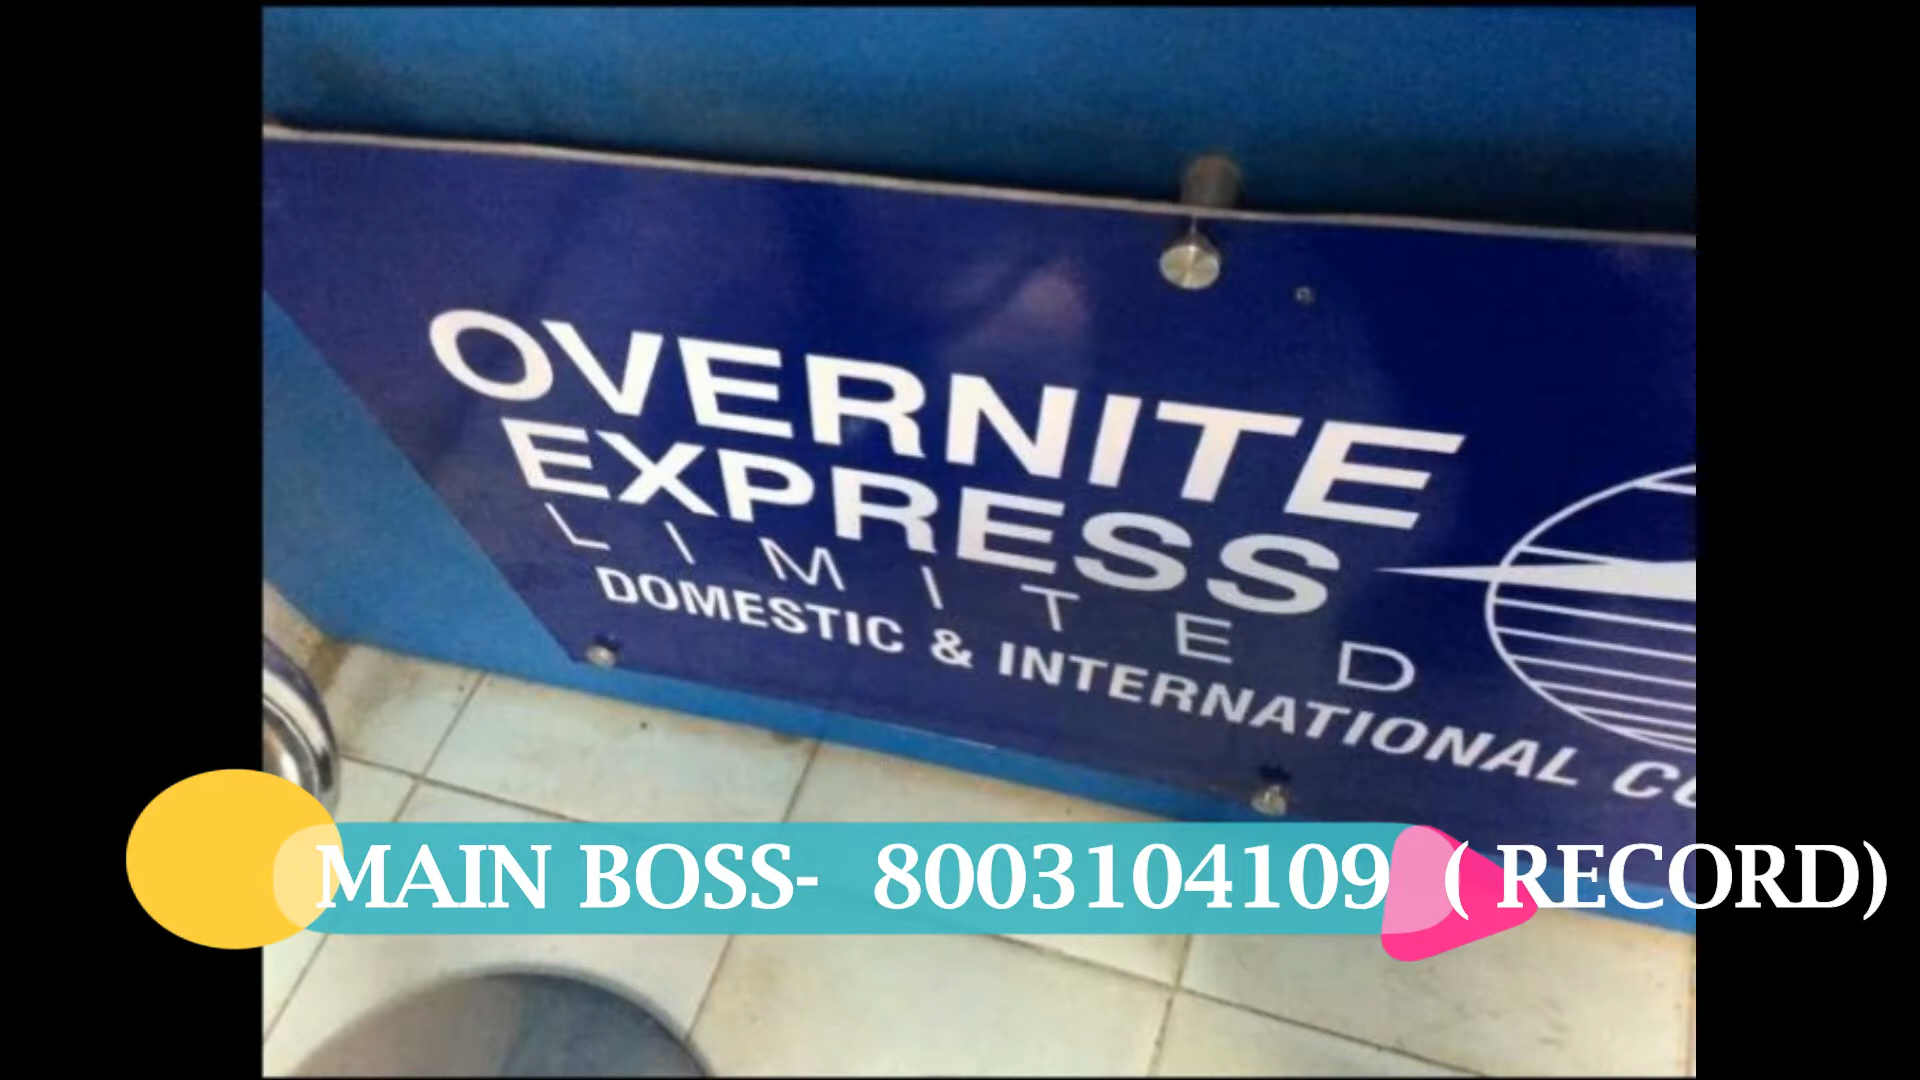 OVERNITE
EXPRESS
LIMITED
DOMESTIC & INTERNATIONAL
MAIN BOSS- 8003104109 ( RECORD)